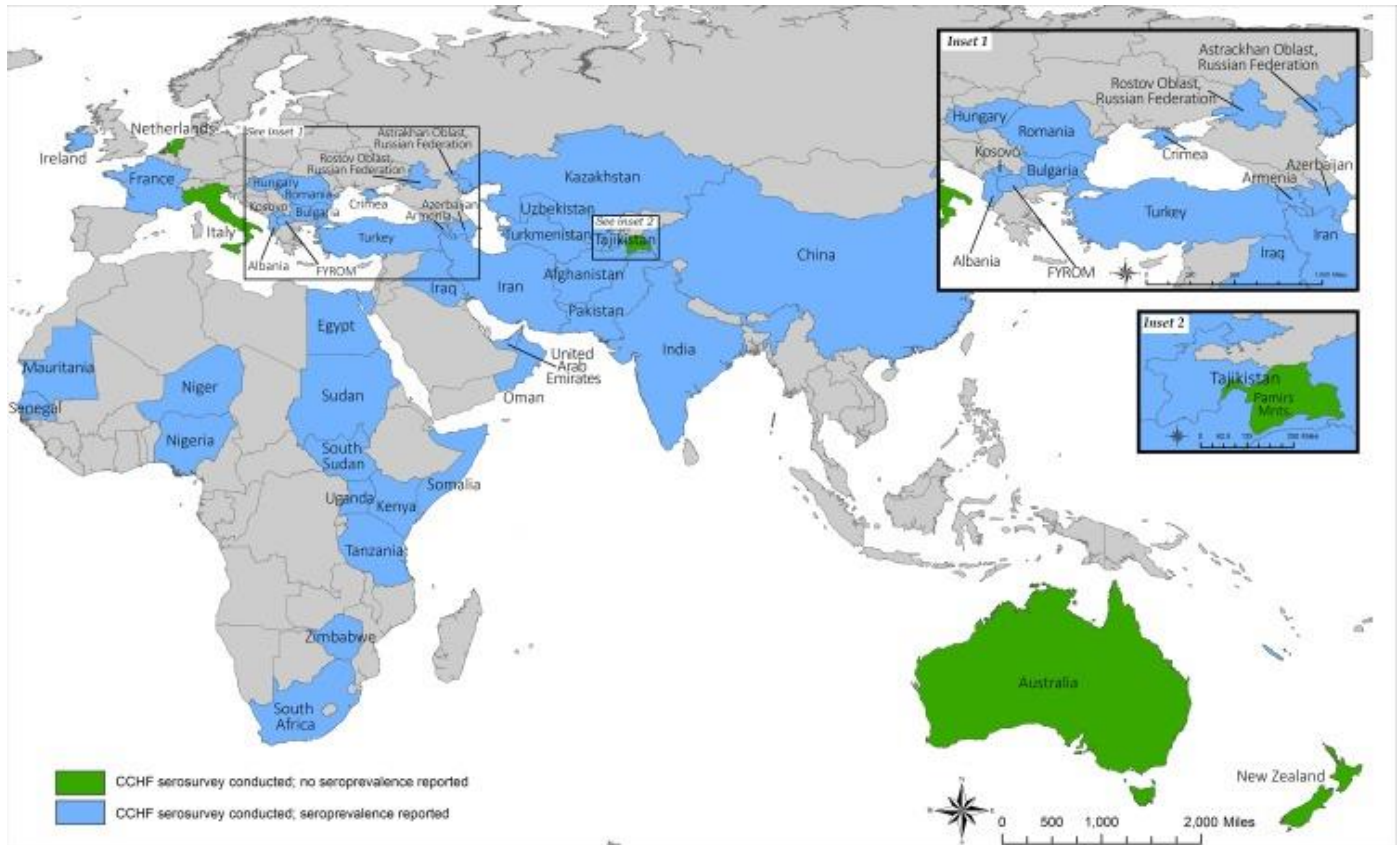 Netherlands
Ireland
France
Italy
See inset 1
Astrakhan Oblast,
Russian Federation
Rostov Oblast,
Russian Federation
Hungary
Romania
Kosovo
Bulgaria
Crimea
Azerbaijan
Armenia
Turkey
Albania
FYROM
Kazakhstan
Uzbekistan
See inset 2
Turkmenistan
Tajikistan
China
Afghanistan
Iraq
Iran
Pakistan
India
Egypt
United
Arab
Emirates
Oman
Mauritania
Senegal
Niger
Nigeria
Sudan
South
Sudan
Somalia
Uganda
Kenya
Tanzania
Zimbabwe
South
Africa
Australia
New Zealand
Inset 1
Astrackhan Oblast,
Russian Federation
Rostov Oblast,
Russian Federation
Hungary
Romania
Kosovo
Crimea
Bulgaria
Azerbaijan
Armenia
Turkey
Iran
Iraq
Albania
FYROM
Inset 2
Tajikistan
Pamirs
Mnts.
CCHF serosurvey conducted; no seroprevalence reported
CCHF serosurvey conducted; seroprevalence reported
0 500 1,000 2,000 Miles